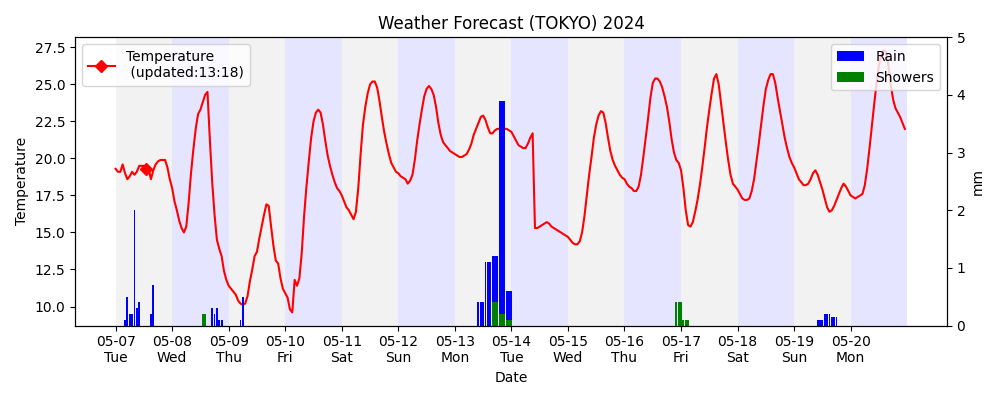 Weather Forecast (TOKYO) 2024
Temperature
(updated:13:18)
Rain
Showers
27.5
25.0
22.5
20.0
17.5
15.0
12.5
10.0
Temperature
5
4
3
2
1
0
mm
05-07 05-08 05-09 05-10 05-11 05-12 05-13 05-14 05-15 05-16 05-17 05-18 05-19 05-20
Tue Wed Thu Fri Sat Sun Mon Tue Wed Thu Fri Sat Sun Mon
Date